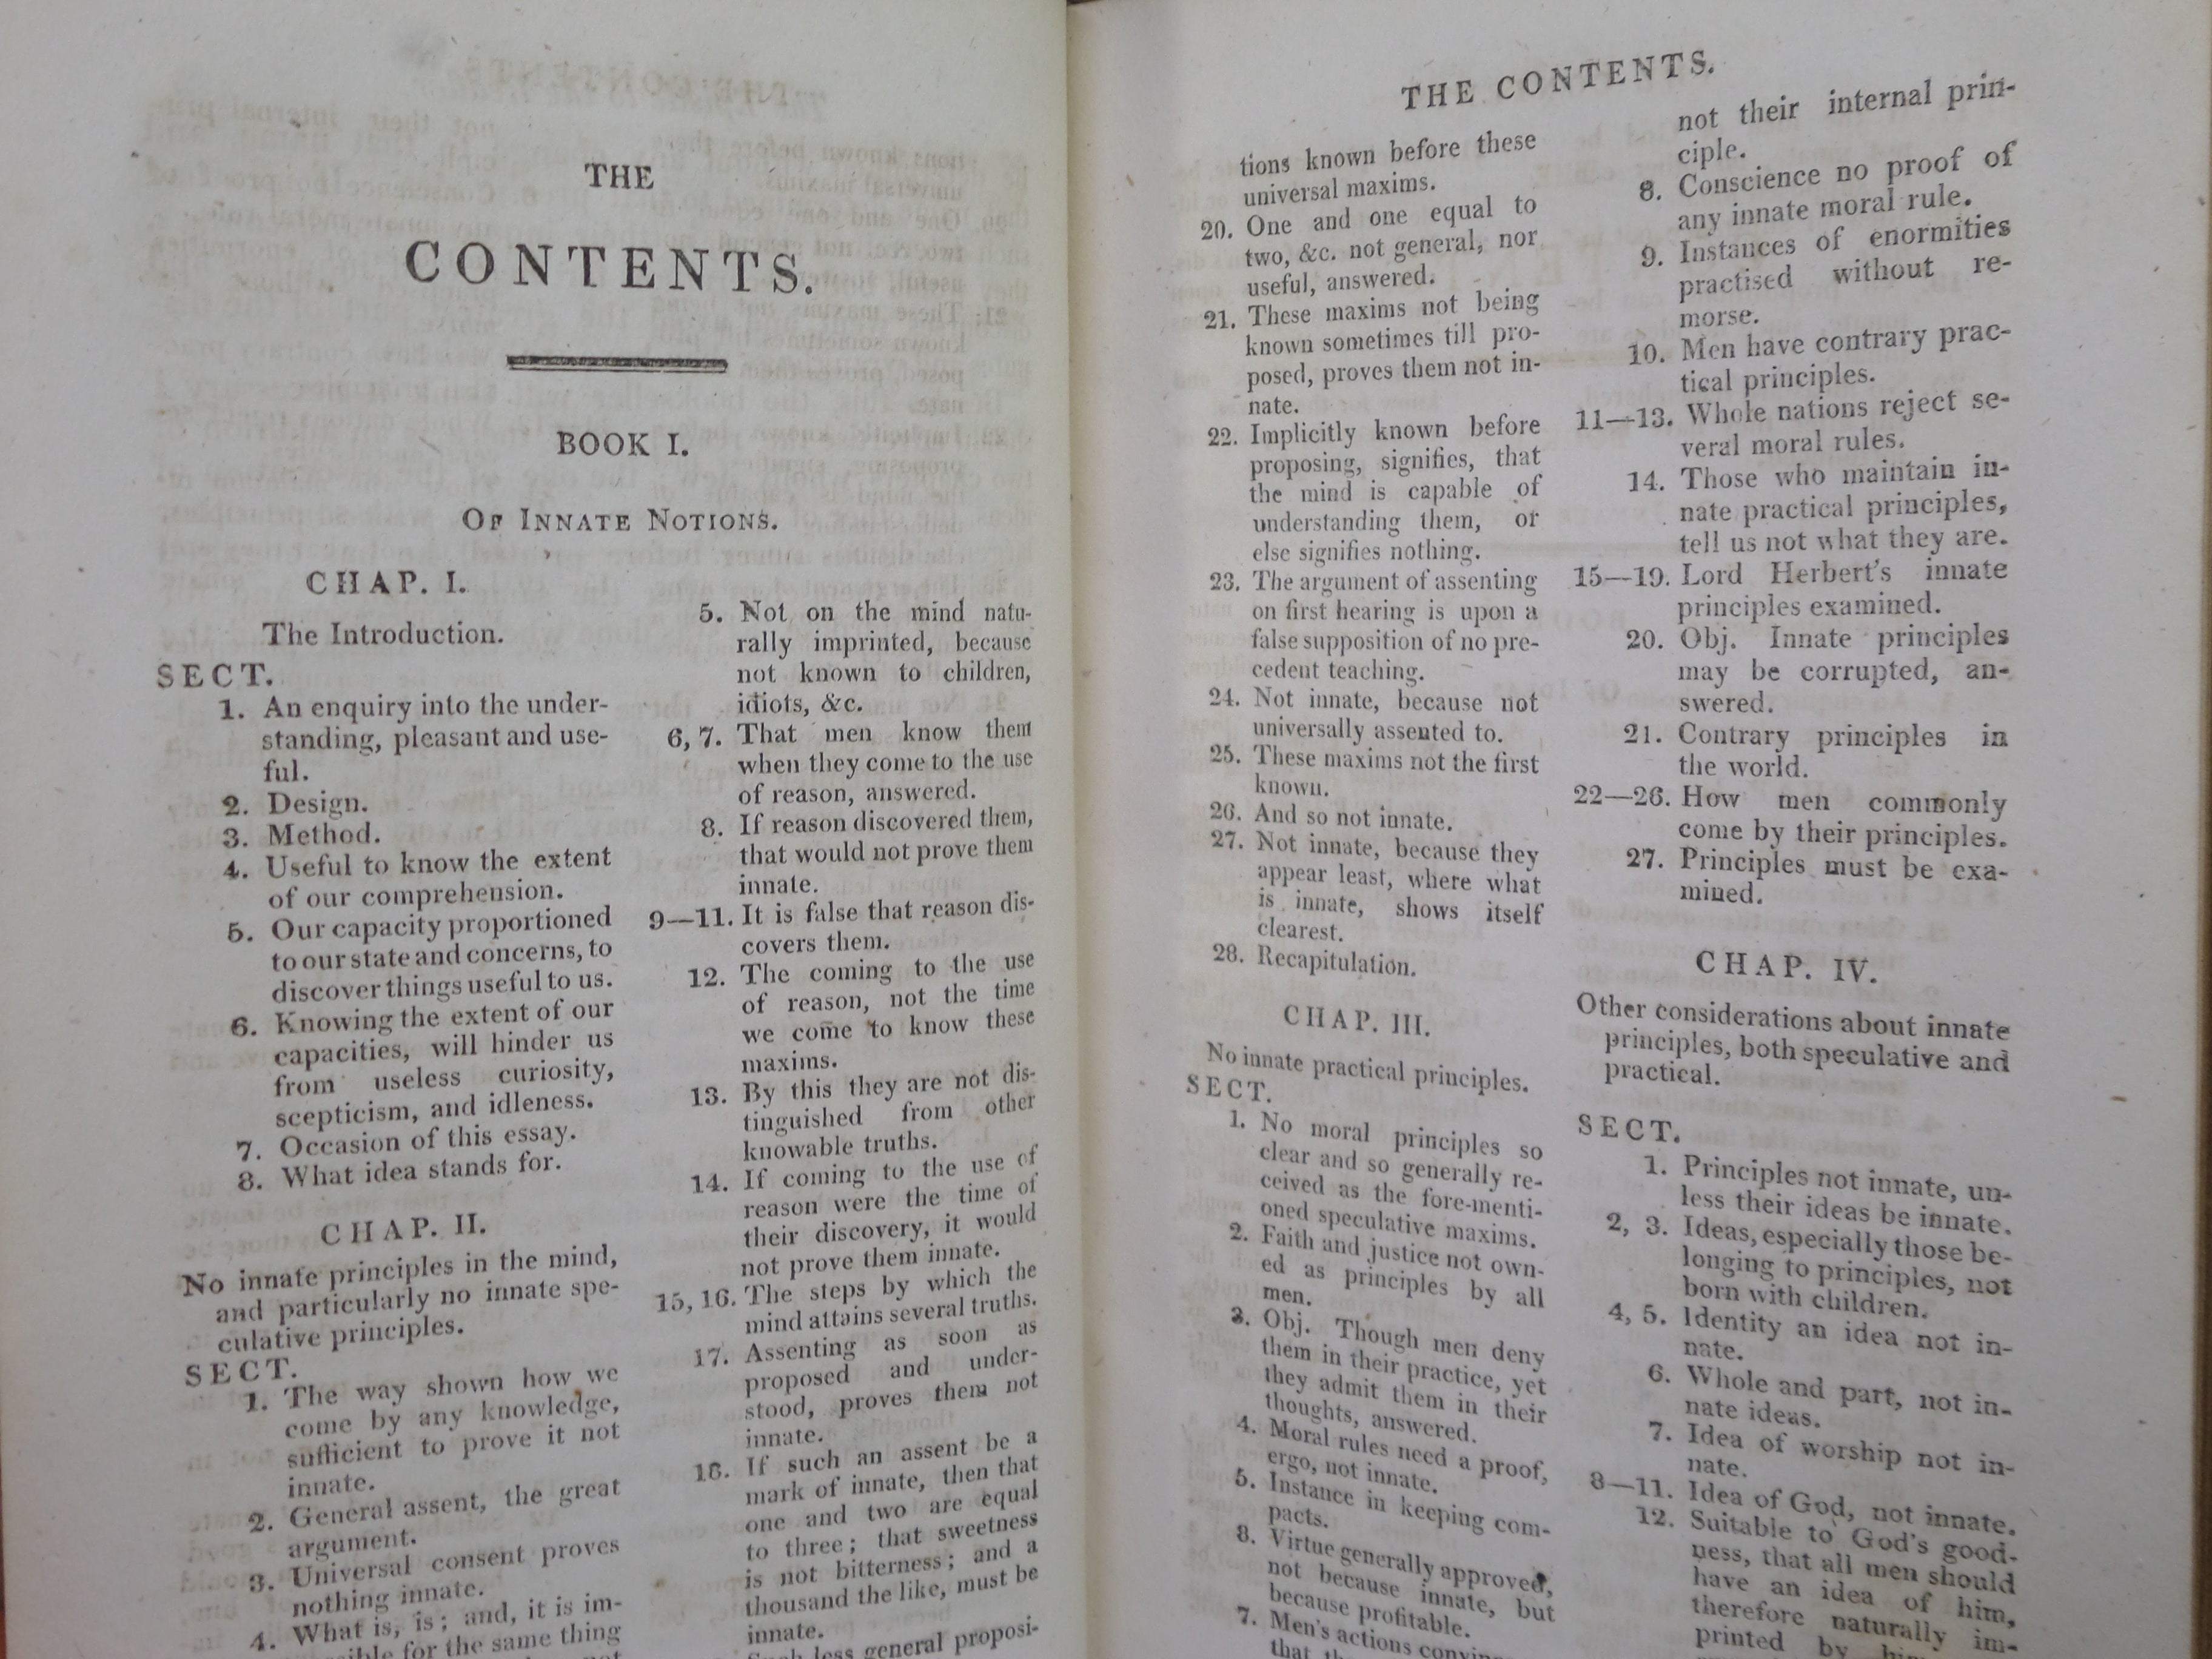 THE
CONTENTS.
BOOK I.
OF INNATE NOTIONS.
CHAP. I.
The Introduction.
SECT.
1. An enquiry into the under-
standing, pleasant and use-
ful.
2. Design.
3. Method.
4. Useful to know the extent
of our comprehension.
5. Our capacity proportioned
to our state and concerns, to
discover things useful to us.
6. Knowing the extent of our
capacities, will hinder us
from useless curiosity,
scepticism, and idleness.
7. Occasion of this essay.
8. What idea stands for.
CHAP. II.
No innate principles in the mind,
and particularly no innate spe-
culative principles.
SECT.
1. The way shown how we
come by any knowledge,
sufficient to prove it not
innate.
2. General assent, the great
argument.
3. Universal consent proves
nothing innate.
4. What is, is; and, it is im-
for the same thing
5. Not on the mind natu-
rally imprinted, because
not known to children,
idiots, &c.
6, 7. That men know them
when they come to the use
of reason, answered.
8. If reason discovered them,
that would not prove them
innate.
9—11. It is false that reason dis-
covers them.
12. The coming to the use
of reason, not the time
we come to know these
maxims.
13. By this they are not dis-
tinguished from other
knowable truths.
14. If coming to the use of
reason were the time of
their discovery, it would
not prove them innate.
15, 16. The steps by which the
mind attains several truths.
17. Assenting as soon as
proposed and under-
stood, proves them not
innate.
18. If such an assent be a
mark of innate, then that
one and two are equal
to three; that sweetness
is not bitterness; and a
thousand the like, must be
innate.
less general proposi-
THE CONTENTS.
tions known before these
universal maxims.
20. One and one equal to
two, &c. not general, nor
useful, answered.
21. These maxims not being
known sometimes till pro-
posed, proves them not in-
nate.
22. Implicitly known before
proposing, signifies, that
the mind is capable of
understanding them, or
else signifies nothing.
23. The argument of assenting
on first hearing is upon a
false supposition of no pre-
cedent teaching.
24. Not innate, because not
universally assented to.
25. These maxims not the first
known.
26. And so not innate.
27. Not innate, because they
appear least, where what
is innate, shows itself
clearest.
28. Recapitulation.
CHAP. III.
No innate practical principles.
SECT.
1. No moral principles so
clear and so generally re-
ceived as the fore-menti-
oned speculative maxims.
2. Faith and justice not own-
ed as principles by all
men.
3. Obj. Though men deny
them in their practice, yet
they admit them in their
thoughts, answered.
4. Moral rules need a proof,
ergo, not innate.
5. Instance in keeping com-
pacts.
8. Virtue generally approved,
not because innate, but
because profitable.
7. Men's actions
that
not their internal prin-
ciple.
8. Conscience no proof of
any innate moral rule.
9. Instances of enormities
practised without re-
morse.
10. Men have contrary prac-
tical principles.
11—13. Whole nations reject se-
veral moral rules.
14. Those who maintain in-
nate practical principles,
tell us not what they are.
15—19. Lord Herbert's innate
principles examined.
20. Obj. Innate principles
may be corrupted, an-
swered.
21. Contrary principles in
the world.
22—26. How men commonly
come by their principles.
27. Principles must be exa-
mined.
CHAP. IV.
Other considerations about innate
principles, both speculative and
practical.
SECT.
1. Principles not innate, un-
less their ideas be innate.
2, 3. Ideas, especially those be-
longing to principles, not
born with children.
4, 5. Identity an idea not in-
nate.
6. Whole and part, not in-
nate ideas.
7. Idea of worship not in-
nate.
8—11. Idea of God, not innate.
12. Suitable to God's good-
ness, that all men should
have an idea of him,
therefore naturally im-
printed by